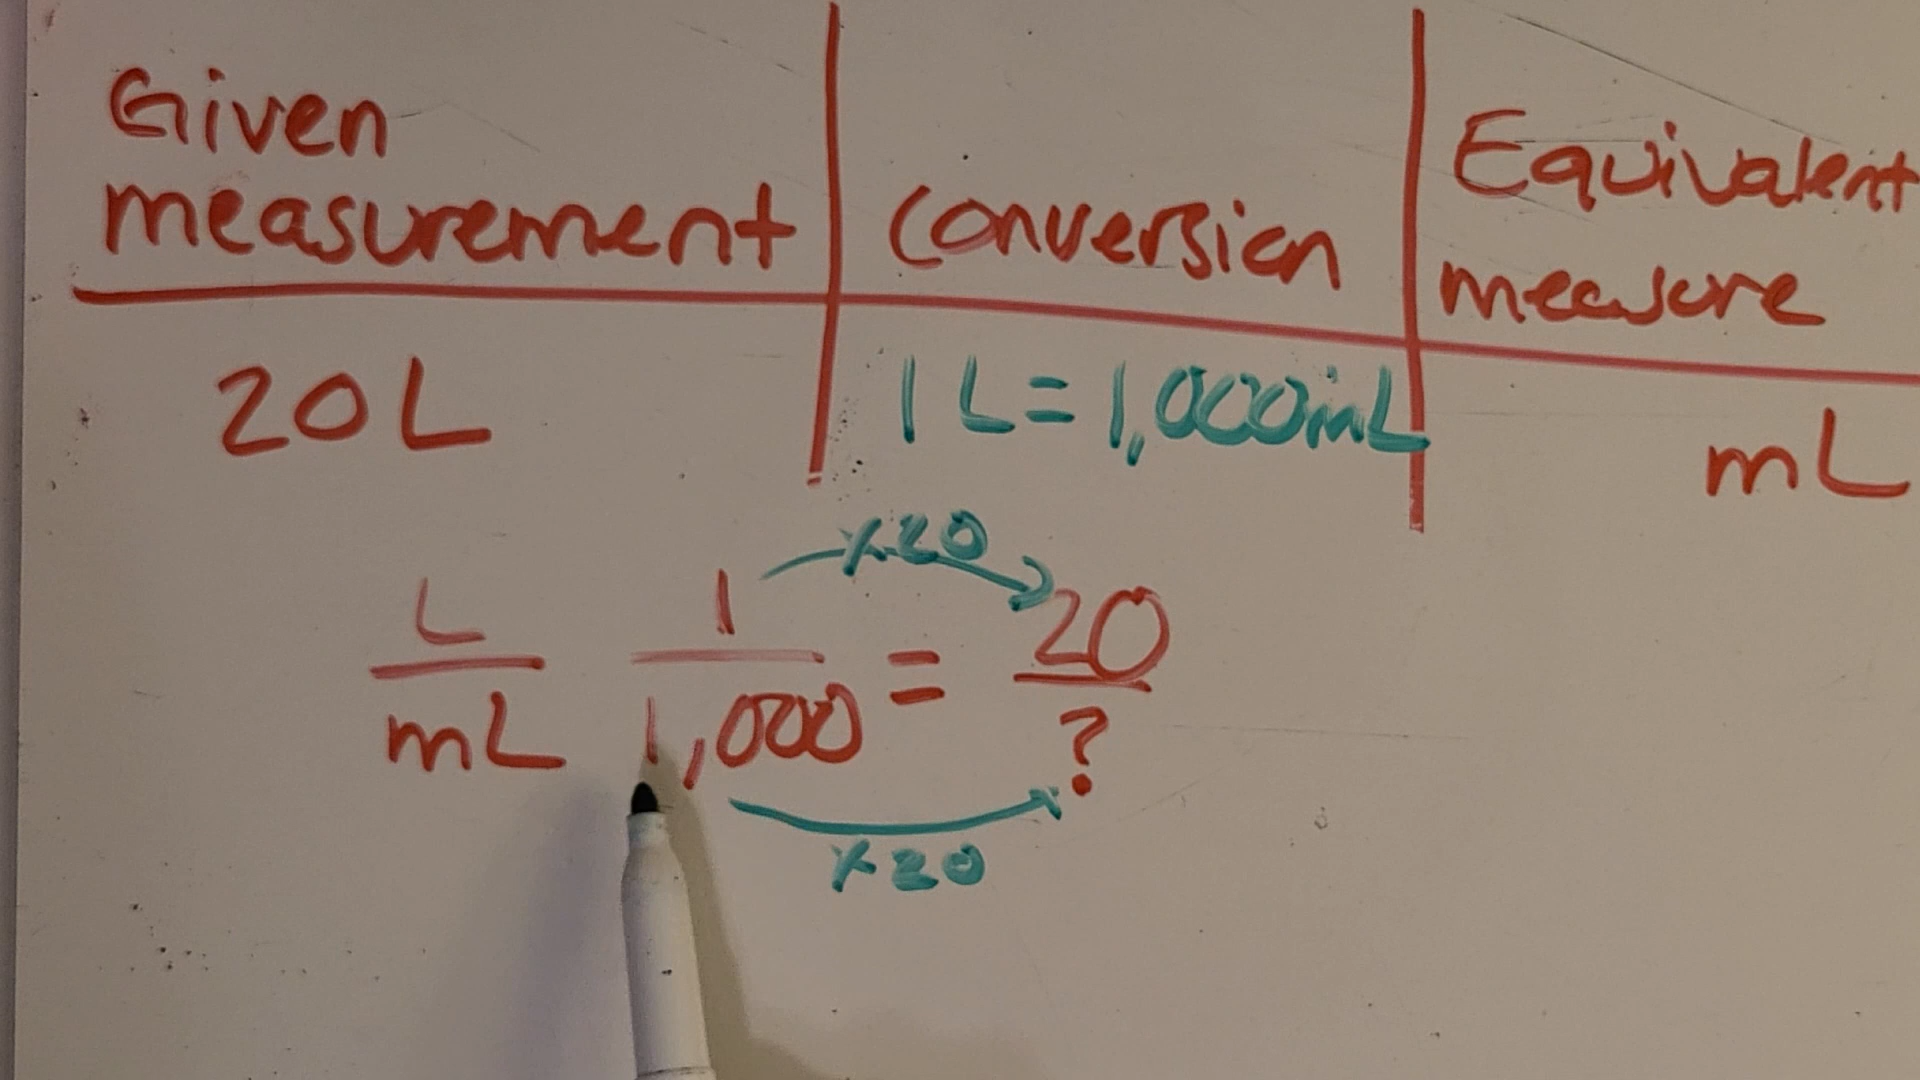 Given
measurement
Conversion
Equivalent
measure
20 L
1 L = 1,000 mL
mL
x20
L 1 = 20
mL 1,000 ?
x20